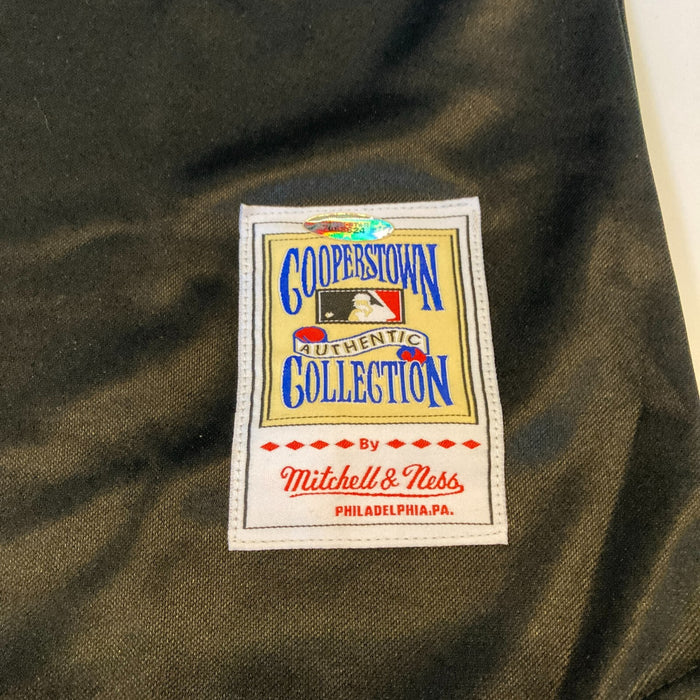 COOPERSTOWN
AUTHENTIC
COLLECTION
By
Mitchell & Ness
PHILADELPHIA, PA.